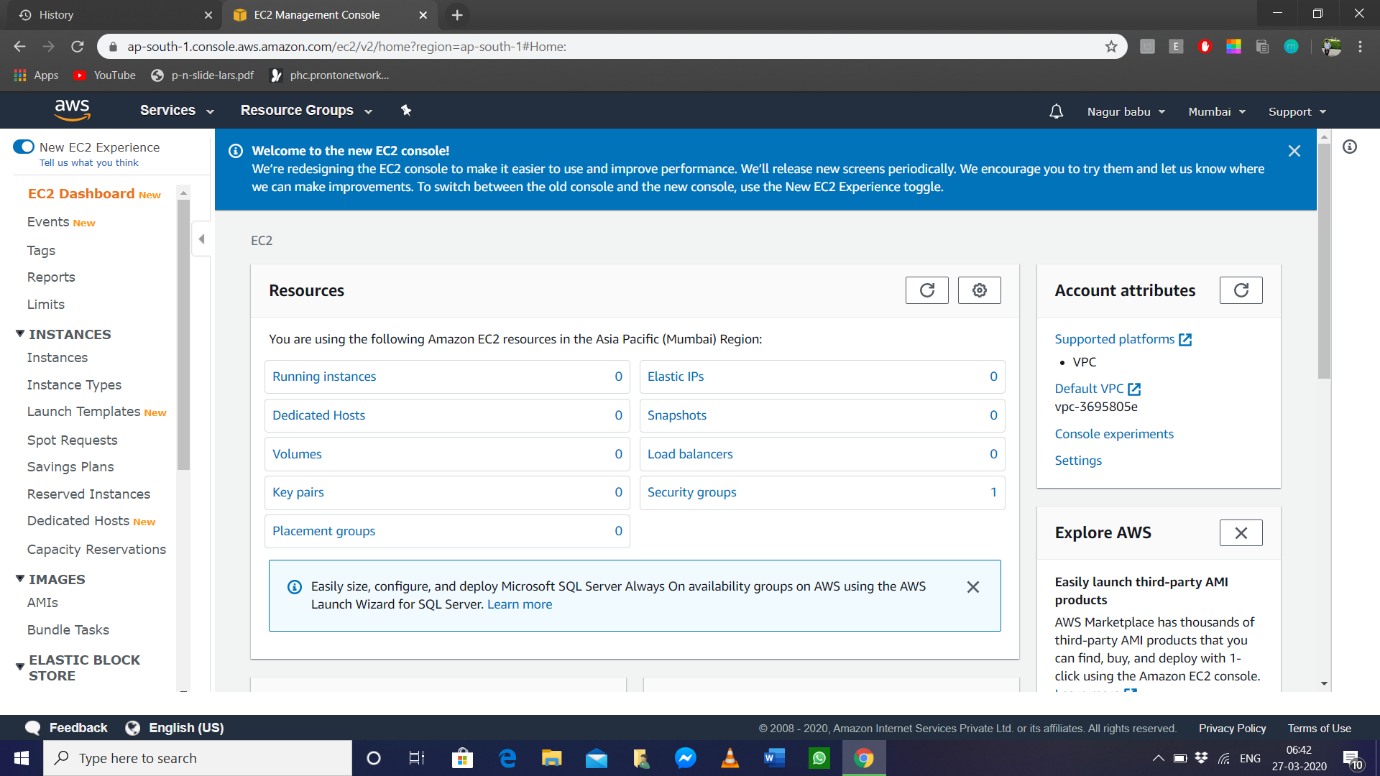 History
EC2 Management Console
ap-south-1.console.aws.amazon.com/ec2/v2/home?region=ap-south-1#Home:
E
Apps
YouTube
p-n-slide-lars.pdf
phc.prontonetwork...
aws
Services
Resource Groups
Nagur babu
Mumbai
Support
New EC2 Experience
Tell us what you think
EC2 Dashboard New
Events New
Tags
Reports
Limits
INSTANCES
Instances
Instance Types
Launch Templates New
Spot Requests
Savings Plans
Reserved Instances
Dedicated Hosts New
Capacity Reservations
IMAGES
AMIs
Bundle Tasks
ELASTIC BLOCK
STORE
Welcome to the new EC2 console!
We're redesigning the EC2 console to make it easier to use and improve performance. We'll release new screens periodically. We encourage you to try them and let us know where
we can make improvements. To switch between the old console and the new console, use the New EC2 Experience toggle.
EC2
Resources
You are using the following Amazon EC2 resources in the Asia Pacific (Mumbai) Region:
Running instances 0
Elastic IPs 0
Dedicated Hosts 0
Snapshots 0
Volumes 0
Load balancers 0
Key pairs 0
Security groups 1
Placement groups 0
Easily size, configure, and deploy Microsoft SQL Server Always On availability groups on AWS using the AWS
Launch Wizard for SQL Server. Learn more
Account attributes
Supported platforms
• VPC
Default VPC
vpc-3695805e
Console experiments
Settings
Explore AWS
Easily launch third-party AMI
products
AWS Marketplace has thousands of
third-party AMI products that you
can find, buy, and deploy with 1-
click using the Amazon EC2 console.
Feedback
English (US)
© 2008 - 2020, Amazon Internet Services Private Ltd. or its affiliates. All rights reserved.
Privacy Policy
Terms of Use
Type here to search
ENG
06:42
27-03-2020
10